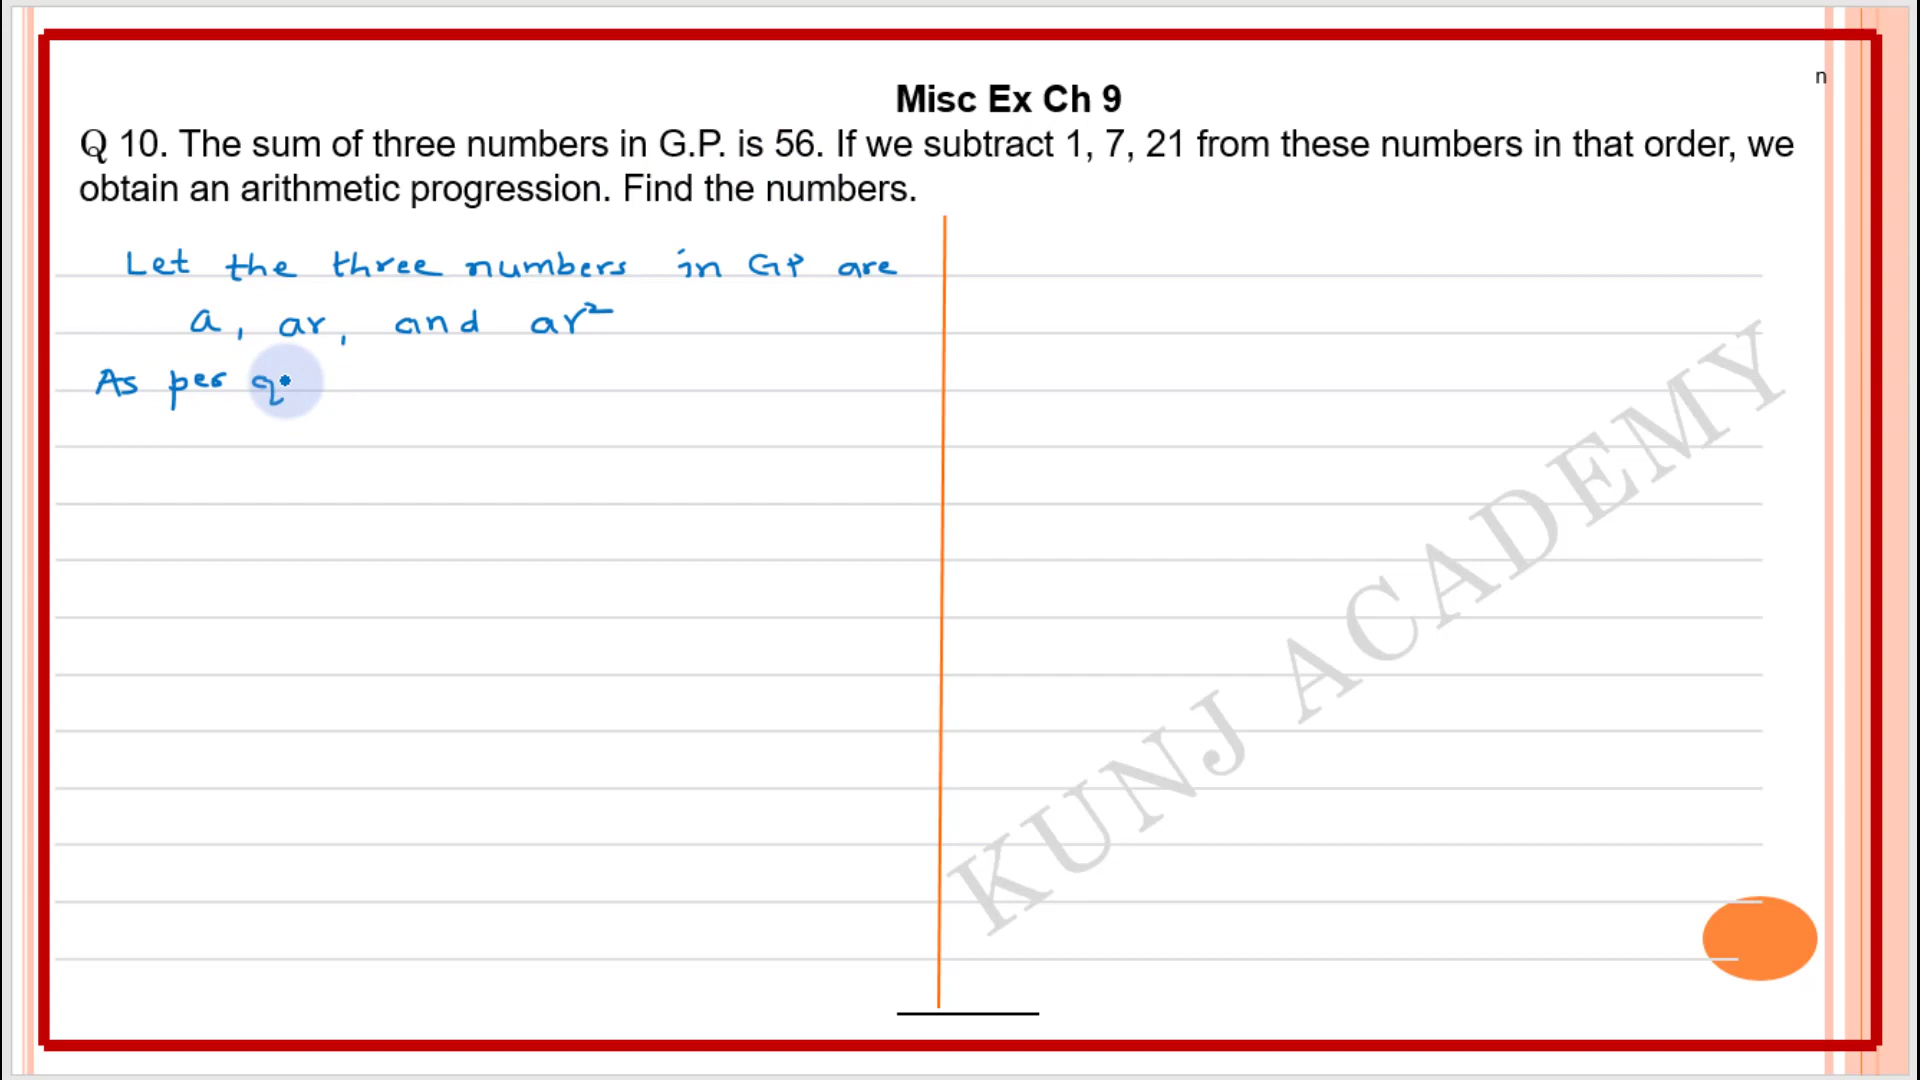 n
Misc Ex Ch 9
Q 10. The sum of three numbers in G.P. is 56. If we subtract 1, 7, 21 from these numbers in that order, we
obtain an arithmetic progression. Find the numbers.
Let the three numbers in GP are
a, ar, and ar²
As per q
KUNJ ACADEMY